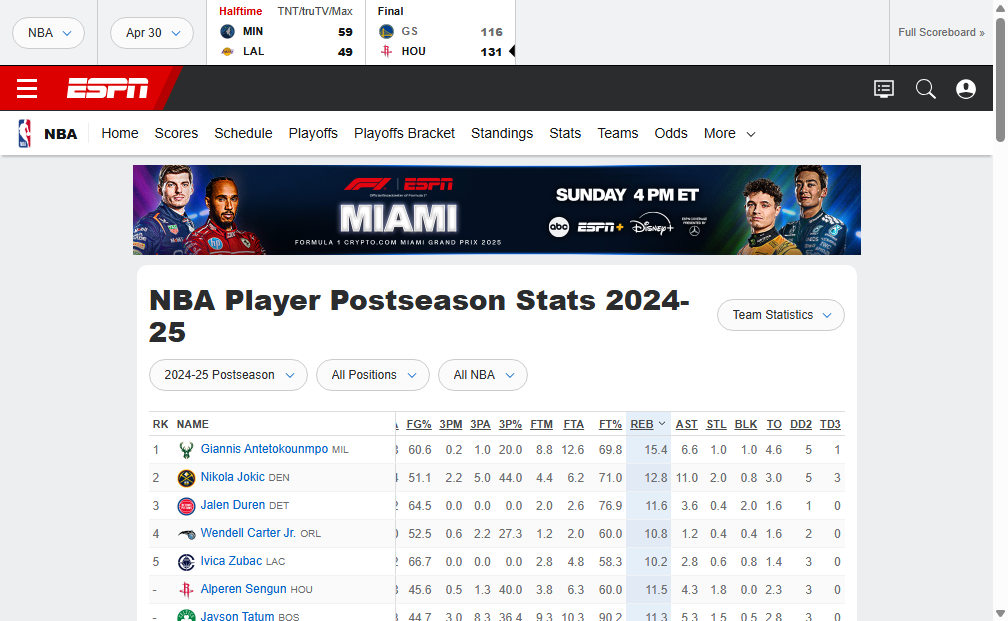 NBA
Apr 30
Halftime TNT/truTV/Max
MIN 59
LAL 49
Final
GS 116
HOU 131
Full Scoreboard »
ESPN
NBA Home Scores Schedule Playoffs Playoffs Bracket Standings Stats Teams Odds More
F1 ESPN
MIAMI
FORMULA 1 CRYPTO.COM MIAMI GRAND PRIX 2025
SUNDAY 4 PM ET
abc ESPN+ Disney+
NBA Player Postseason Stats 2024-
25
Team Statistics
2024-25 Postseason All Positions All NBA
RK NAME FG% 3PM 3PA 3P% FTM FTA FT% REB AST STL BLK TO DD2 TD3
1 Giannis Antetokounmpo MIL 60.6 0.2 1.0 20.0 8.8 12.6 69.8 15.4 6.6 1.0 1.0 4.6 5 1
2 Nikola Jokic DEN 51.1 2.2 5.0 44.0 4.4 6.2 71.0 12.8 11.0 2.0 0.8 3.0 5 3
3 Jalen Duren DET 64.5 0.0 0.0 0.0 2.0 2.6 76.9 11.6 3.6 0.4 2.0 1.6 1 0
4 Wendell Carter Jr. ORL 52.5 0.6 2.2 27.3 1.2 2.0 60.0 10.8 1.2 0.4 0.4 1.6 2 0
5 Ivica Zubac LAC 66.7 0.0 0.0 0.0 2.8 4.8 58.3 10.2 2.8 0.6 0.8 1.4 3 0
- Alperen Sengun HOU 45.6 0.5 1.3 40.0 3.8 6.3 60.0 11.5 4.3 1.8 0.0 2.3 3 0
- Jayson Tatum BOS 44.7 3.0 8.3 36.4 9.3 10.3 90.2 11.3 5.3 1.5 0.5 2.8 3 0